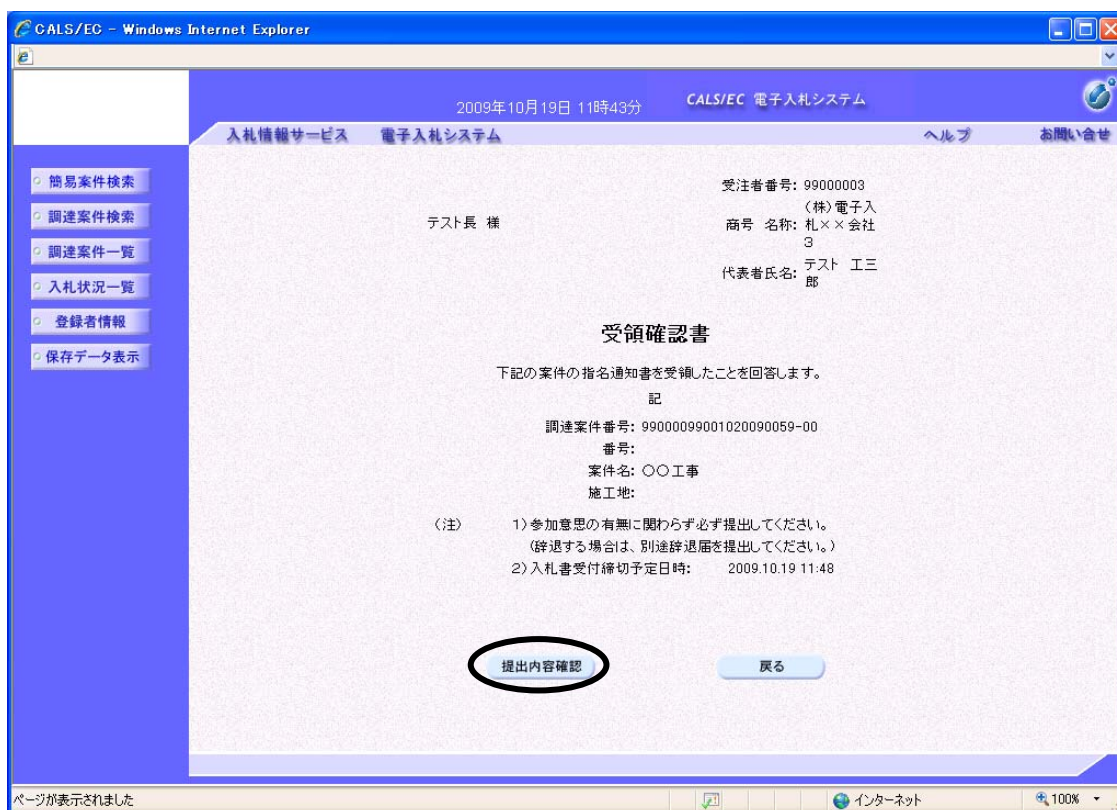 CALS/EC - Windows Internet Explorer
2009年10月19日 11時43分
CALS/EC 電子入札システム
入札情報サービス
電子入札システム
ヘルプ
お問い合せ
簡易案件検索
調達案件検索
調達案件一覧
入札状況一覧
登録者情報
保存データ表示
テスト長 様
受注者番号: 99000003
商号 名称: (株)電子入
札××会社
3
代表者氏名: テスト 工三
郎
受領確認書
下記の案件の指名通知書を受領したことを回答します。
記
調達案件番号: 99000099001020090059-00
番号:
案件名: 〇〇工事
施工地:
(注) 1)参加意思の有無に関わらず必ず提出してください。
(辞退する場合は、別途辞退届を提出してください。)
2)入札書受付締切予定日時: 2009.10.19 11:48
提出内容確認
戻る
ページが表示されました
インターネット
100%